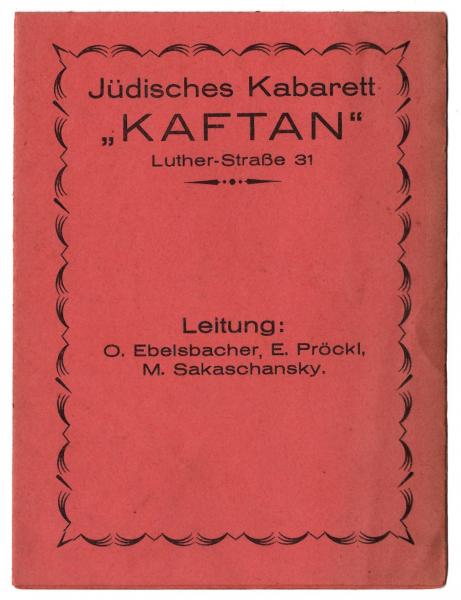 Jüdisches Kabarett
„KAFTAN“
Luther-Straße 31
Leitung:
O. Ebelsbacher, E. Pröckl,
M. Sakaschansky.